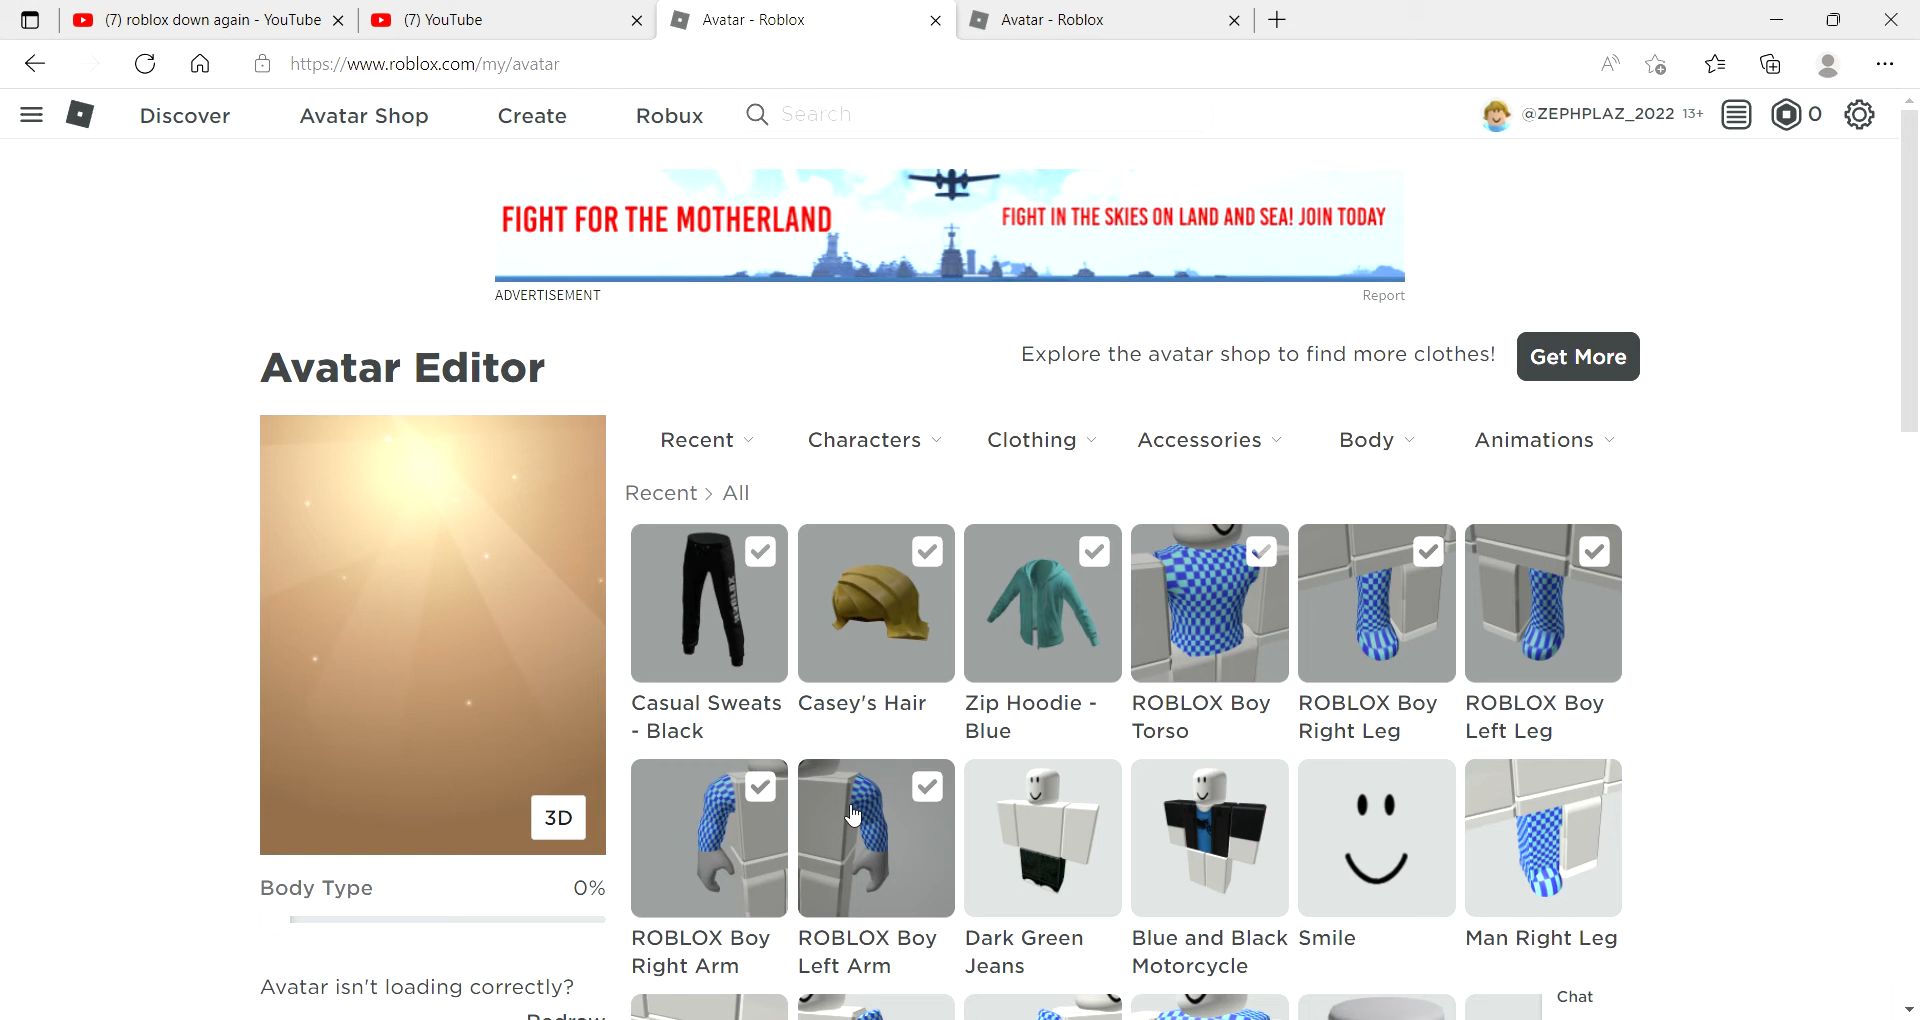 (7) roblox down again - YouTube
(7) YouTube
Avatar - Roblox
Avatar - Roblox
https://www.roblox.com/my/avatar
Discover
Avatar Shop
Create
Robux
Search
@ZEPHPLAZ_2022 13+
0
FIGHT FOR THE MOTHERLAND
FIGHT IN THE SKIES ON LAND AND SEA! JOIN TODAY
ADVERTISEMENT
Report
Avatar Editor
Explore the avatar shop to find more clothes!
Get More
Recent
Characters
Clothing
Accessories
Body
Animations
Recent > All
3D
Body Type 0%
Avatar isn't loading correctly?
Redraw
Casual Sweats
- Black
Casey's Hair
Zip Hoodie -
Blue
ROBLOX Boy
Torso
ROBLOX Boy
Right Leg
ROBLOX Boy
Left Leg
ROBLOX Boy
Right Arm
ROBLOX Boy
Left Arm
Dark Green
Jeans
Blue and Black
Motorcycle
Smile
Man Right Leg
Chat